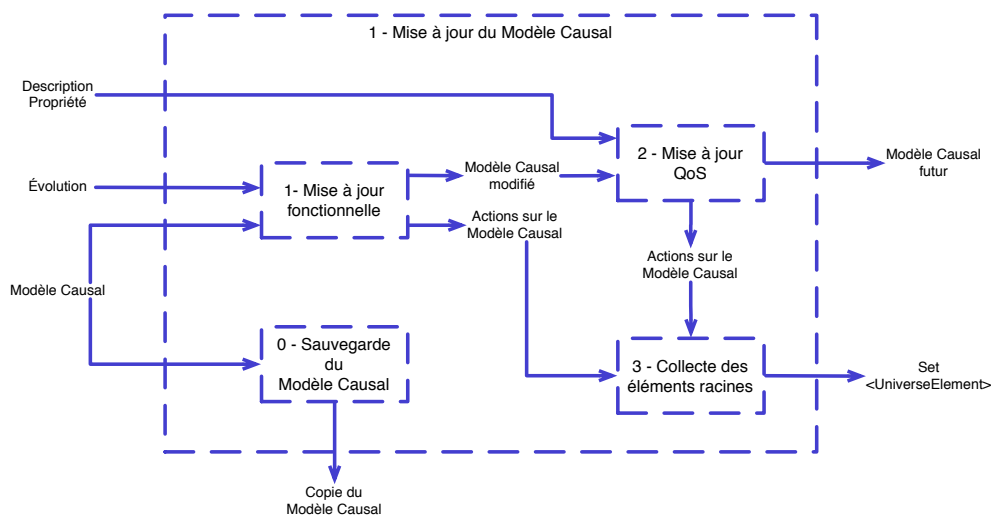 1 - Mise à jour du Modèle Causal
Description
Propriété
2 - Mise à jour
QoS
Modèle Causal
futur
Évolution
1- Mise à jour
fonctionnelle
Modèle Causal
modifié
Actions sur le
Modèle Causal
Actions sur le
Modèle Causal
Modèle Causal
0 - Sauvegarde
du
Modèle Causal
3 - Collecte des
éléments racines
Set
<UniverseElement>
Copie du
Modèle Causal